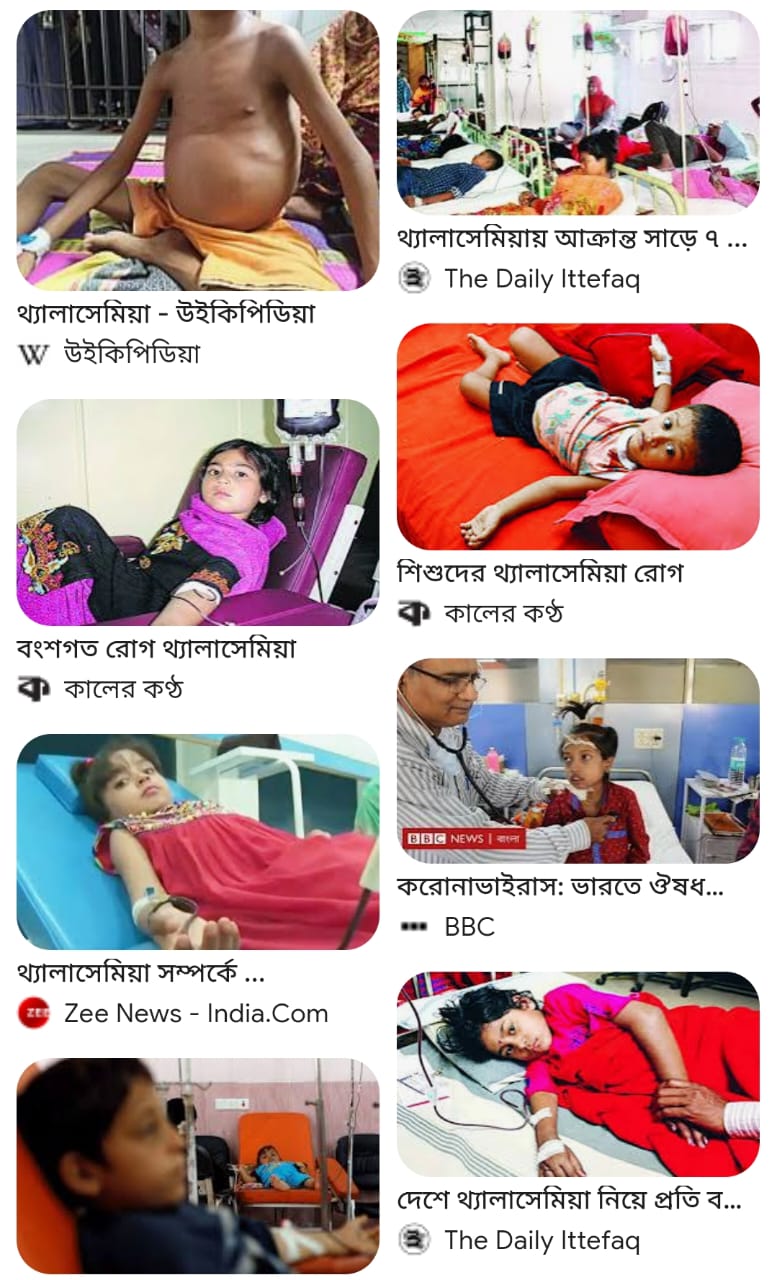 থ্যালাসেমিয়া - উইকিপিডিয়া
W উইকিপিডিয়া
বংশগত রোগ থ্যালাসেমিয়া
ক কালের কণ্ঠ
থ্যালাসেমিয়া সম্পর্কে ...
ZEE Zee News - India.Com
থ্যালাসেমিয়ায় আক্রান্ত সাড়ে ৭ ...
The Daily Ittefaq
শিশুদের থ্যালাসেমিয়া রোগ
ক কালের কণ্ঠ
BBC NEWS | বাংলা
করোনাভাইরাস: ভারতে ঔষধ...
BBC
দেশে থ্যালাসেমিয়া নিয়ে প্রতি ব...
The Daily Ittefaq